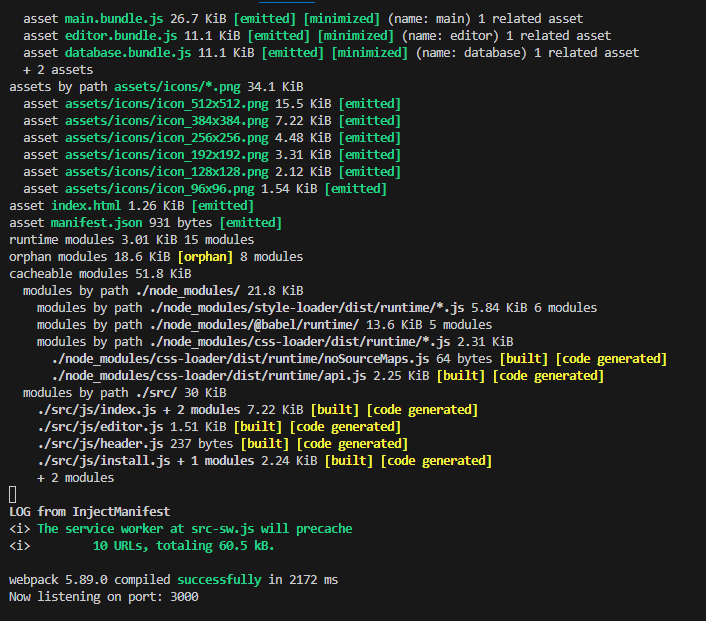 asset main.bundle.js 26.7 KiB [emitted] [minimized] (name: main) 1 related asset
asset editor.bundle.js 11.1 KiB [emitted] [minimized] (name: editor) 1 related asset
asset database.bundle.js 11.1 KiB [emitted] [minimized] (name: database) 1 related asset
+ 2 assets
assets by path assets/icons/*.png 34.1 KiB
asset assets/icons/icon_512x512.png 15.5 KiB [emitted]
asset assets/icons/icon_384x384.png 7.22 KiB [emitted]
asset assets/icons/icon_256x256.png 4.48 KiB [emitted]
asset assets/icons/icon_192x192.png 3.31 KiB [emitted]
asset assets/icons/icon_128x128.png 2.12 KiB [emitted]
asset assets/icons/icon_96x96.png 1.54 KiB [emitted]
asset index.html 1.26 KiB [emitted]
asset manifest.json 931 bytes [emitted]
runtime modules 3.01 KiB 15 modules
orphan modules 18.6 KiB [orphan] 8 modules
cacheable modules 51.8 KiB
modules by path ./node_modules/ 21.8 KiB
modules by path ./node_modules/style-loader/dist/runtime/*.js 5.84 KiB 6 modules
modules by path ./node_modules/@babel/runtime/ 13.6 KiB 5 modules
modules by path ./node_modules/css-loader/dist/runtime/*.js 2.31 KiB
./node_modules/css-loader/dist/runtime/noSourceMaps.js 64 bytes [built] [code generated]
./node_modules/css-loader/dist/runtime/api.js 2.25 KiB [built] [code generated]
modules by path ./src/ 30 KiB
./src/js/index.js + 2 modules 7.22 KiB [built] [code generated]
./src/js/editor.js 1.51 KiB [built] [code generated]
./src/js/header.js 237 bytes [built] [code generated]
./src/js/install.js + 1 modules 2.24 KiB [built] [code generated]
+ 2 modules
LOG from InjectManifest
<i> The service worker at src-sw.js will precache
<i> 10 URLs, totaling 60.5 kB.
webpack 5.89.0 compiled successfully in 2172 ms
Now listening on port: 3000